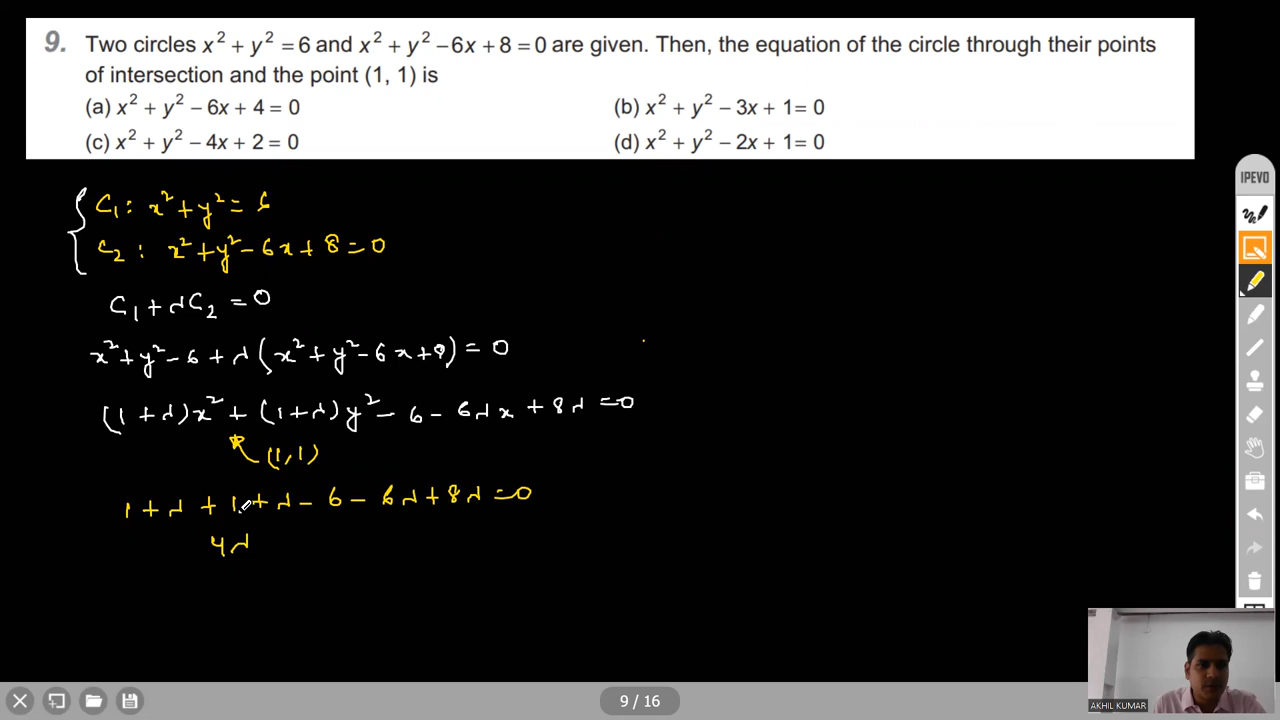 9. Two circles x² + y² = 6 and x² + y² − 6x + 8 = 0 are given. Then, the equation of the circle through their points
of intersection and the point (1, 1) is
(a) x² + y² − 6x + 4 = 0 (b) x² + y² − 3x + 1 = 0
(c) x² + y² − 4x + 2 = 0 (d) x² + y² − 2x + 1 = 0
IPEVO
C₁ : x² + y² = 6
C₂ : x² + y² − 6x + 8 = 0
C₁ + λC₂ = 0
x² + y² − 6 + λ(x² + y² − 6x + 8) = 0
(1 + λ)x² + (1 + λ)y² − 6 − 6λx + 8λ = 0
(1, 1)
1 + λ + 1 + λ − 6 − 6λ + 8λ = 0
4λ
9 / 16
AKHIL KUMAR